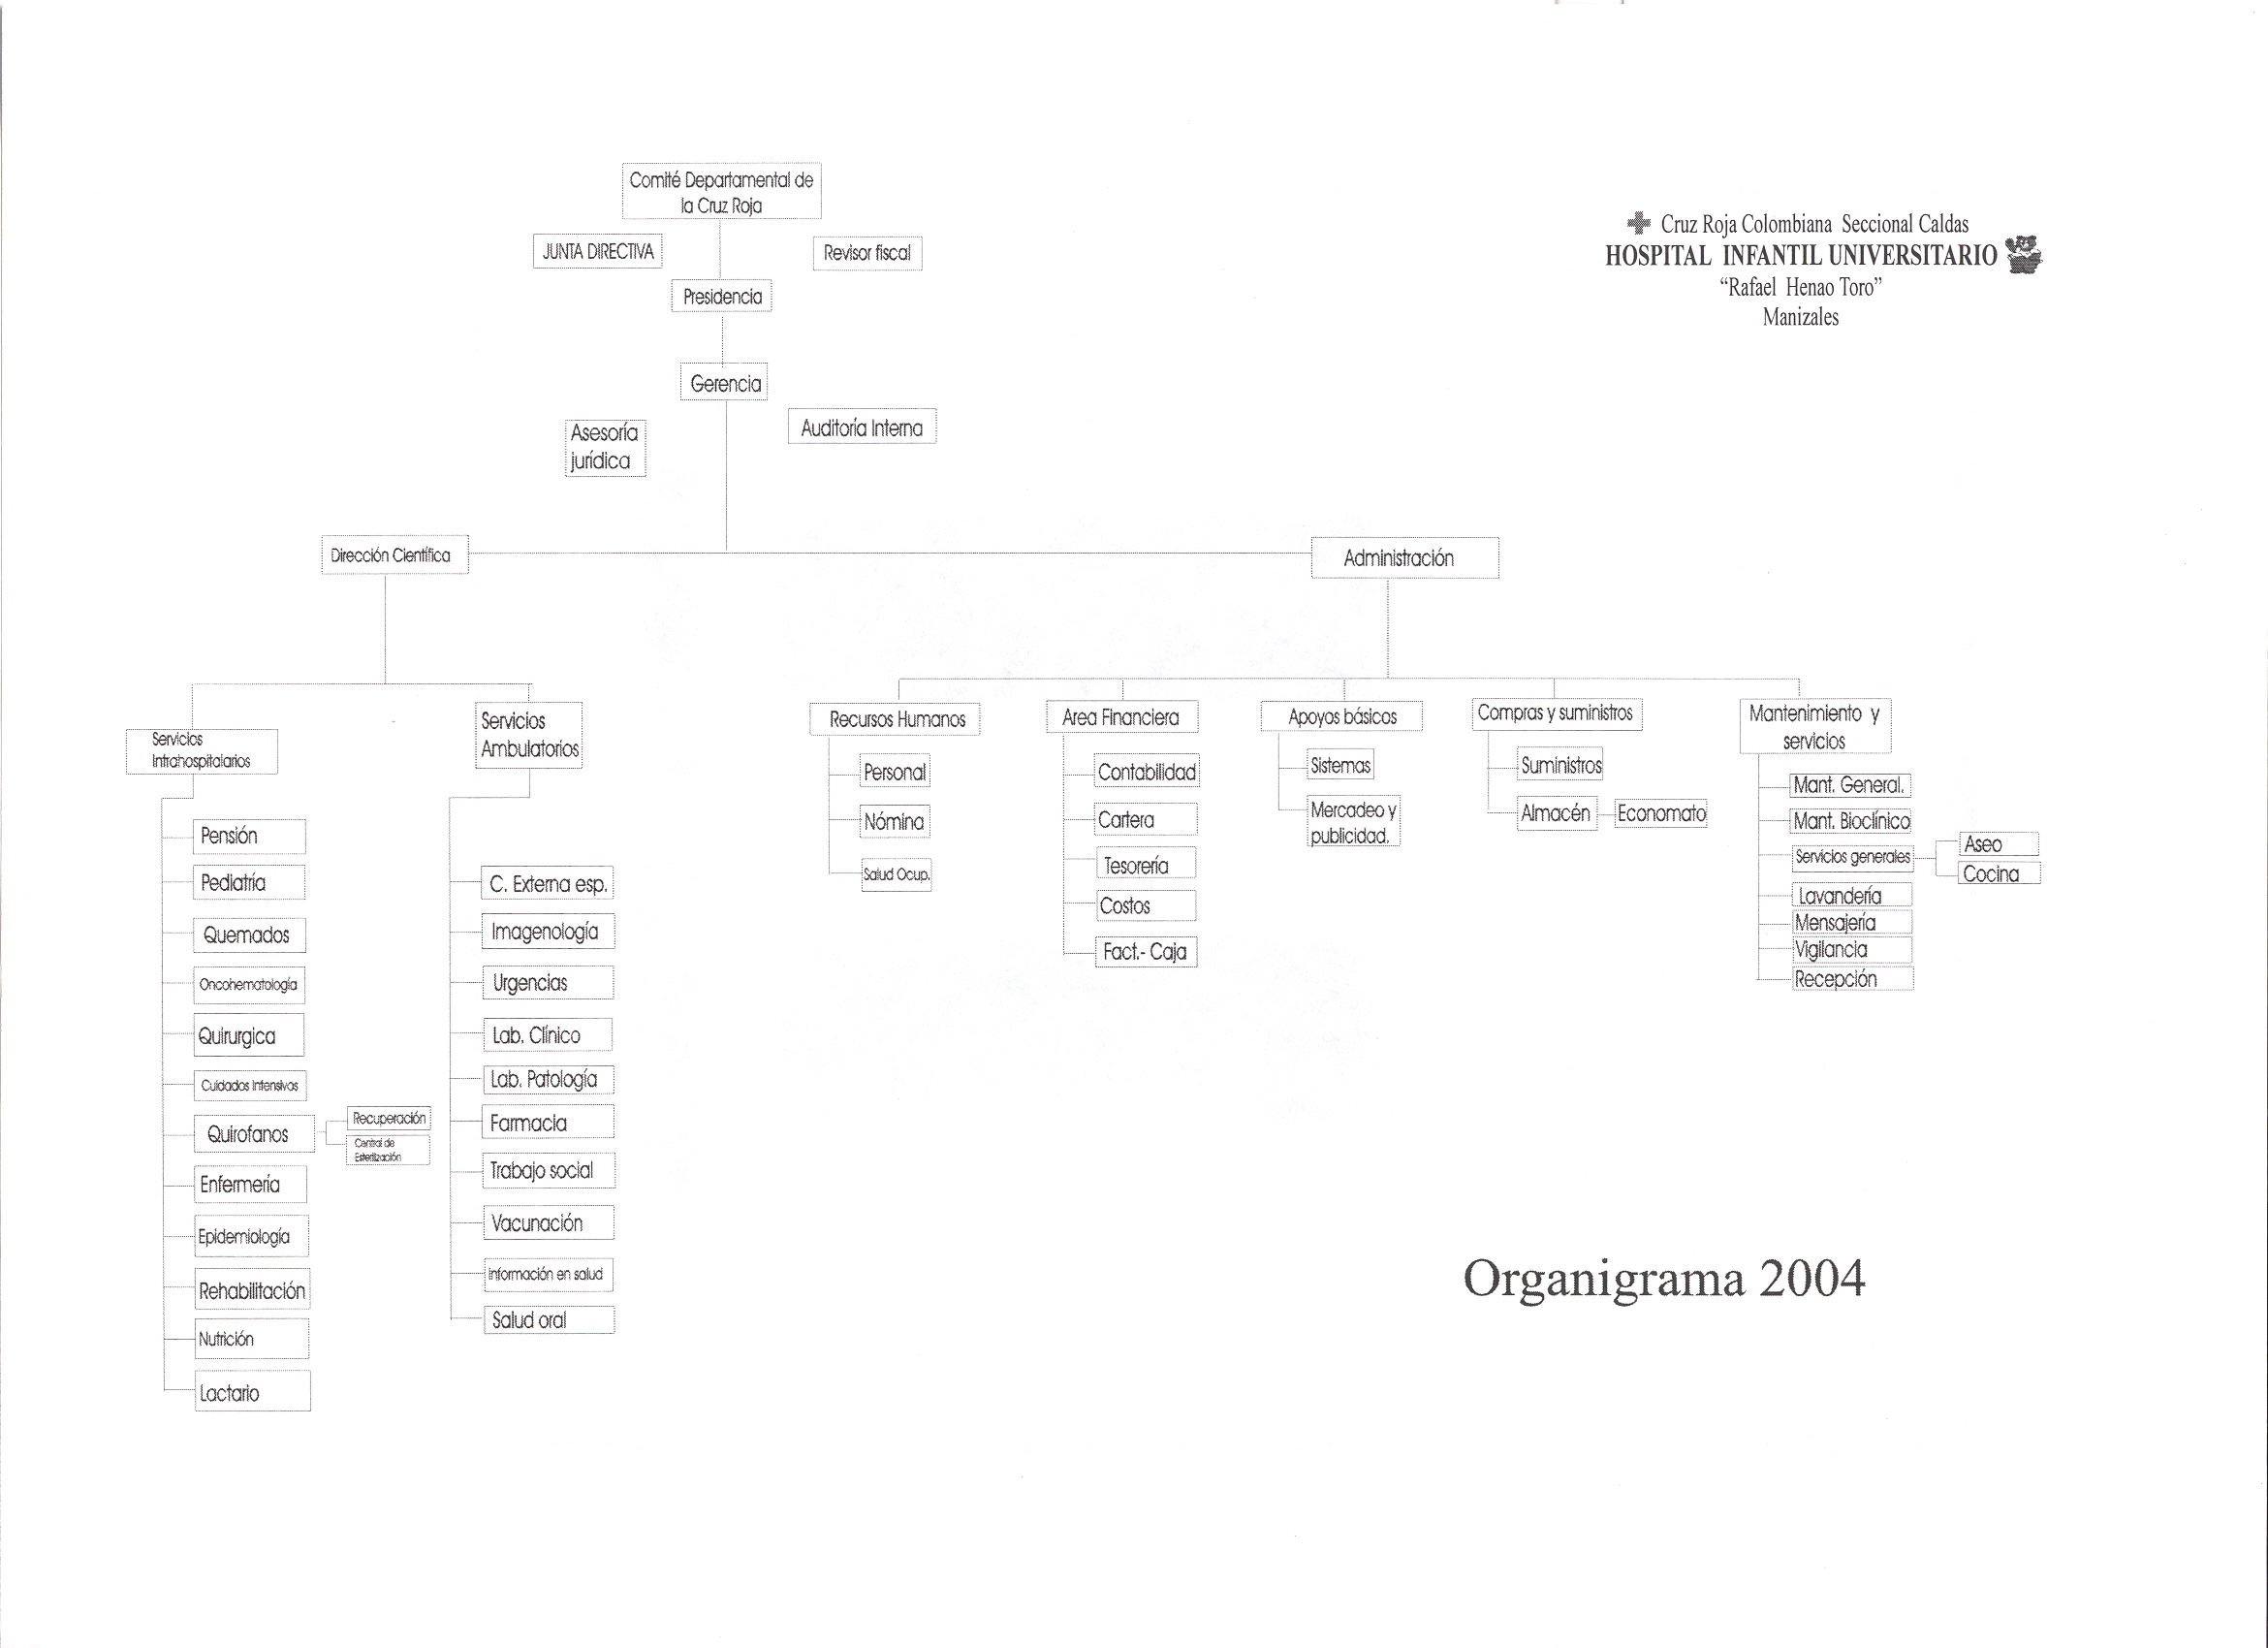 Comité Departamental de
la Cruz Roja
JUNTA DIRECTIVA
Revisor fiscal
Presidencia
Gerencia
Asesoría
jurídica
Auditoría Interna
Cruz Roja Colombiana Seccional Caldas
HOSPITAL INFANTIL UNIVERSITARIO
“Rafael Henao Toro”
Manizales
Dirección Científica
Administración
Servicios
Intrahospitalarios
Pensión
Pediatría
Quemados
Oncohematología
Quirurgica
Cuidados Intensivos
Quirofanos
Recuperación
Central de
Esterilización
Enfermería
Epidemiología
Rehabilitación
Nutrición
Lactario
Servicios
Ambulatorios
C. Externa esp.
Imagenología
Urgencias
Lab. Clínico
Lab. Patología
Farmacia
Trabajo social
Vacunación
Información en salud
Salud oral
Recursos Humanos
Personal
Nómina
Salud Ocup.
Area Financiera
Contabilidad
Cartera
Tesorería
Costos
Fact.- Caja
Apoyos básicos
Sistemas
Mercadeo y
publicidad.
Compras y suministros
Suministros
Almacén
Economato
Mantenimiento y
servicios
Mant. General.
Mant. Bioclínico
Servicios generales
Aseo
Cocina
Lavandería
Mensajería
Vigilancia
Recepción
Organigrama 2004